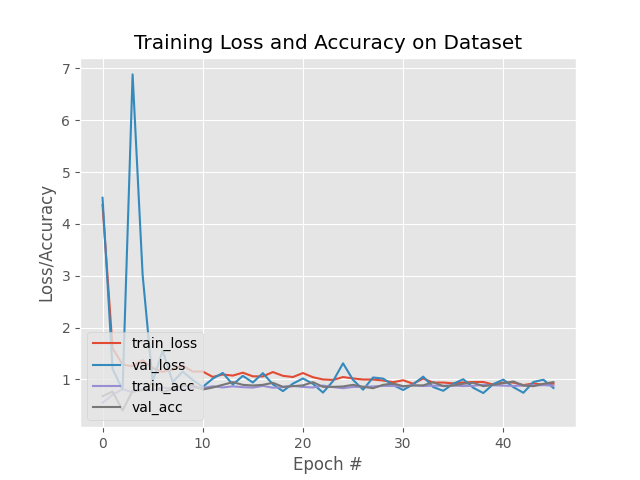 Training Loss and Accuracy on Dataset
Loss/Accuracy
7
6
5
4
3
2
1
train_loss
val_loss
train_acc
val_acc
0
10
20
30
40
Epoch #